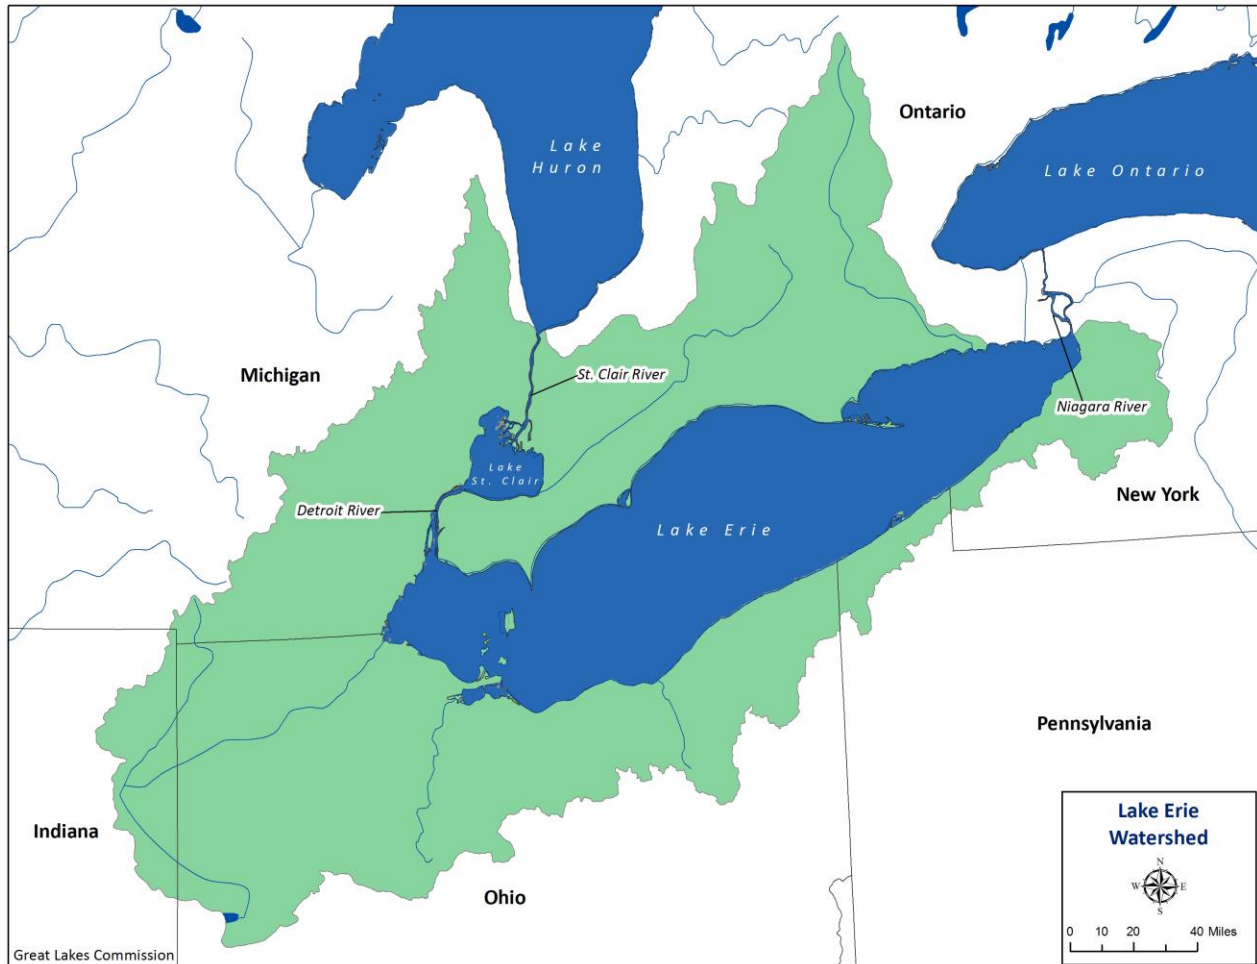 Ontario
Lake
Huron
Lake Ontario
Michigan
St. Clair River
Niagara River
Lake
St. Clair
New York
Detroit River
Lake Erie
Pennsylvania
Indiana
Ohio
Lake Erie
Watershed
N
W E
S
0 10 20 40 Miles
Great Lakes Commission